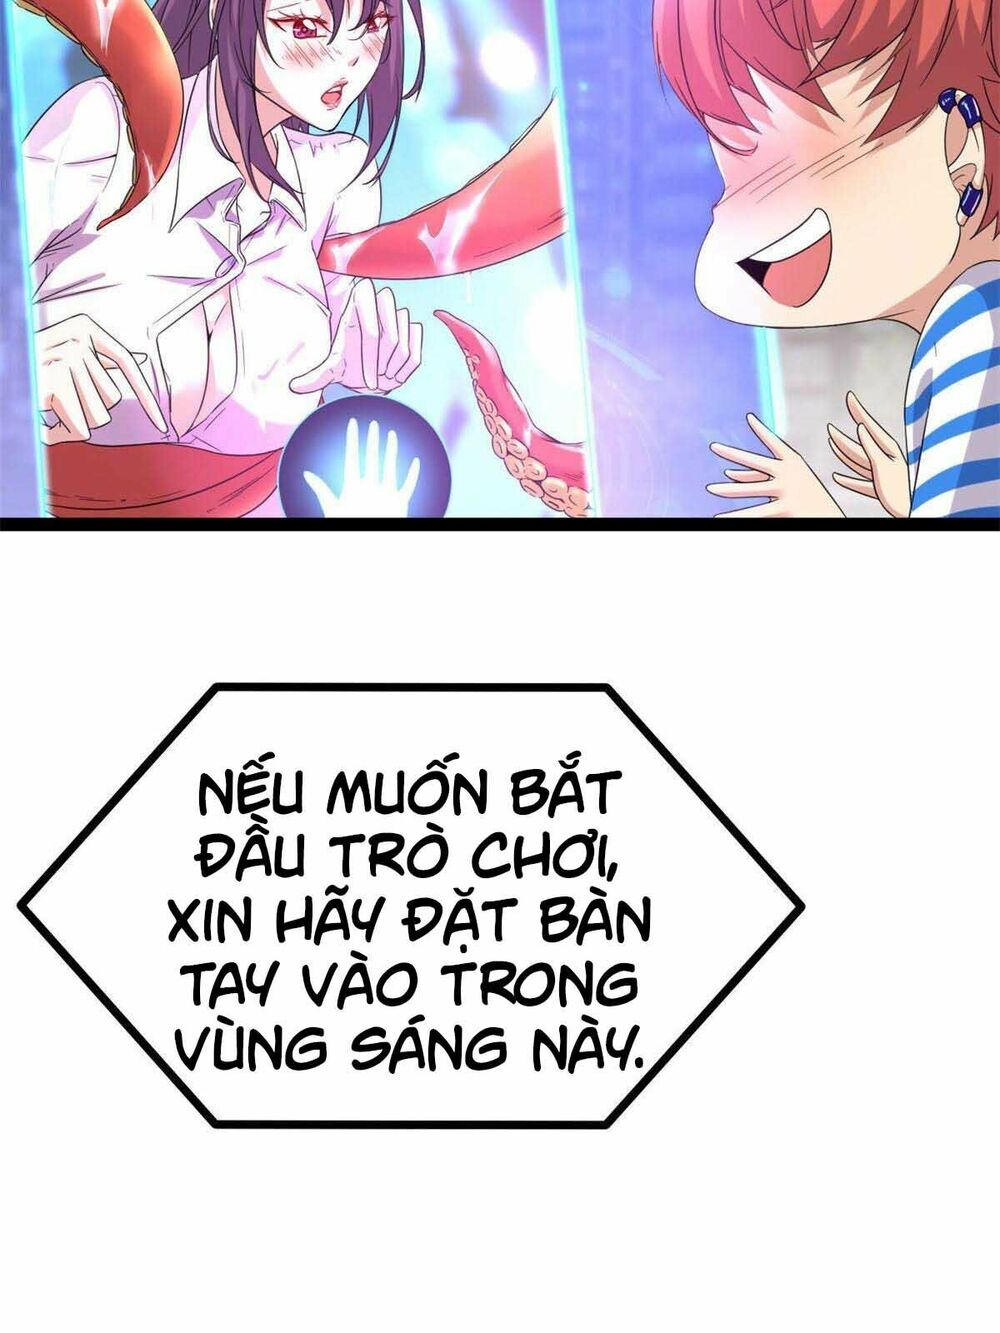 NẾU MUỐN BẮT
ĐẦU TRÒ CHƠI,
XIN HÃY ĐẶT BÀN
TAY VÀO TRONG
VÙNG SÁNG NÀY.